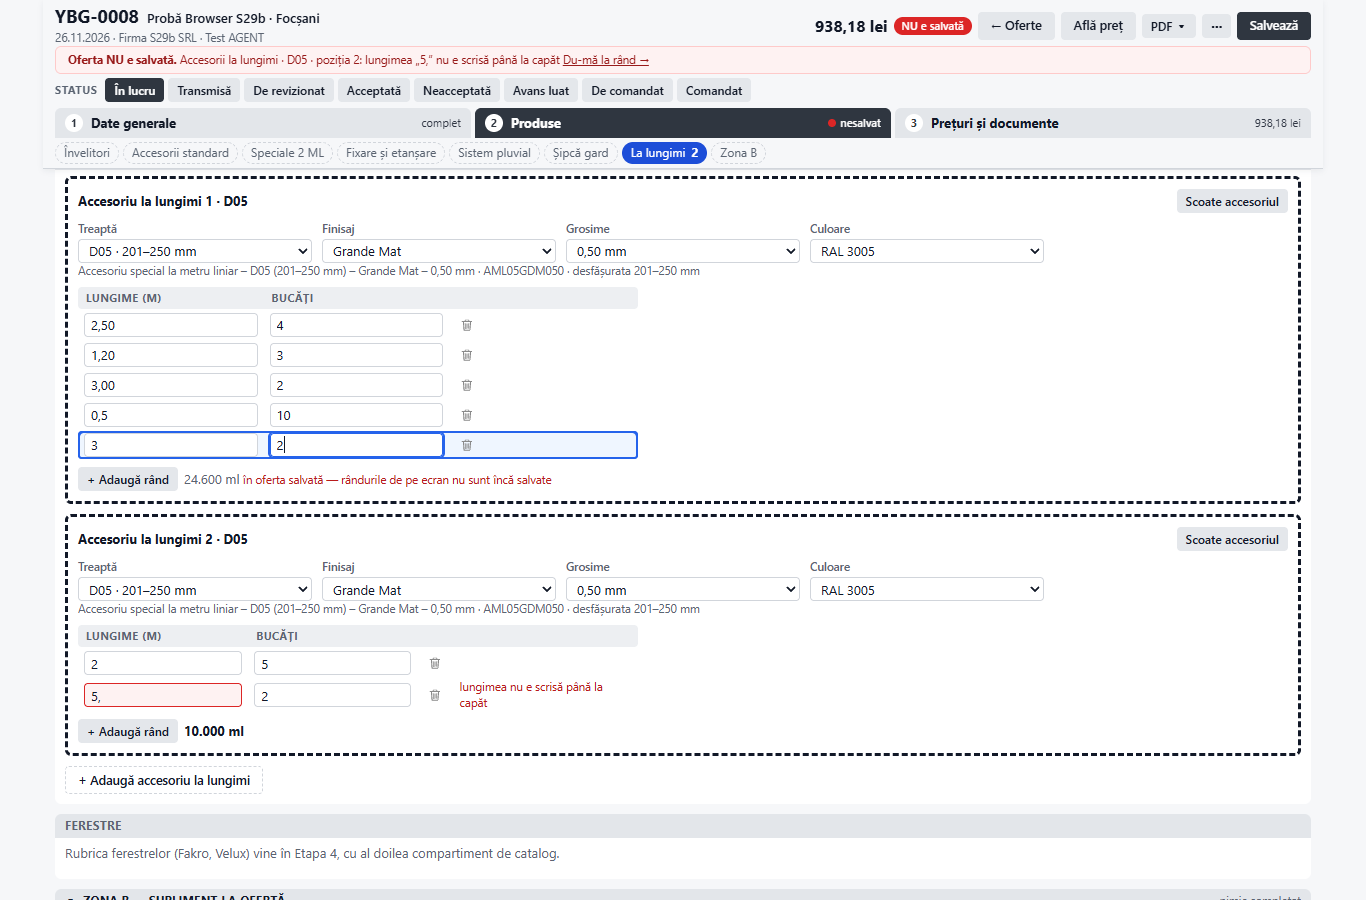 YBG-0008 Probă Browser S29b · Focșani
26.11.2026 · Firma S29b SRL · Test AGENT
938,18 lei NU e salvată ← Oferte Află preț PDF ▾ ... Salvează
Oferta NU e salvată. Accesorii la lungimi · D05 · poziția 2: lungimea „5,” nu e scrisă până la capăt Du-mă la rând →
STATUS În lucru Transmisă De revizionat Acceptată Neacceptată Avans luat De comandat Comandat
1 Date generale complet 2 Produse nesalvat 3 Prețuri și documente 938,18 lei
Învelitori Accesorii standard Speciale 2 ML Fixare și etanșare Sistem pluvial Șipcă gard La lungimi 2 Zona B
Accesoriu la lungimi 1 · D05 Scoate accesoriul
Treaptă Finisaj Grosime Culoare
D05 · 201–250 mm Grande Mat 0,50 mm RAL 3005
Accesoriu special la metru liniar – D05 (201–250 mm) – Grande Mat – 0,50 mm · AML05GDM050 · desfășurata 201–250 mm
LUNGIME (M) BUCĂȚI
2,50 4
1,20 3
3,00 2
0,5 10
3 2
+ Adaugă rând 24.600 ml în oferta salvată — rândurile de pe ecran nu sunt încă salvate
Accesoriu la lungimi 2 · D05 Scoate accesoriul
Treaptă Finisaj Grosime Culoare
D05 · 201–250 mm Grande Mat 0,50 mm RAL 3005
Accesoriu special la metru liniar – D05 (201–250 mm) – Grande Mat – 0,50 mm · AML05GDM050 · desfășurata 201–250 mm
LUNGIME (M) BUCĂȚI
2 5
5, 2 lungimea nu e scrisă până la
capăt
+ Adaugă rând 10.000 ml
+ Adaugă accesoriu la lungimi
FERESTRE
Rubrica ferestrelor (Fakro, Velux) vine în Etapa 4, cu al doilea compartiment de catalog.
ZONA B — SUPLIMENT LA OFERTĂ nimic completat